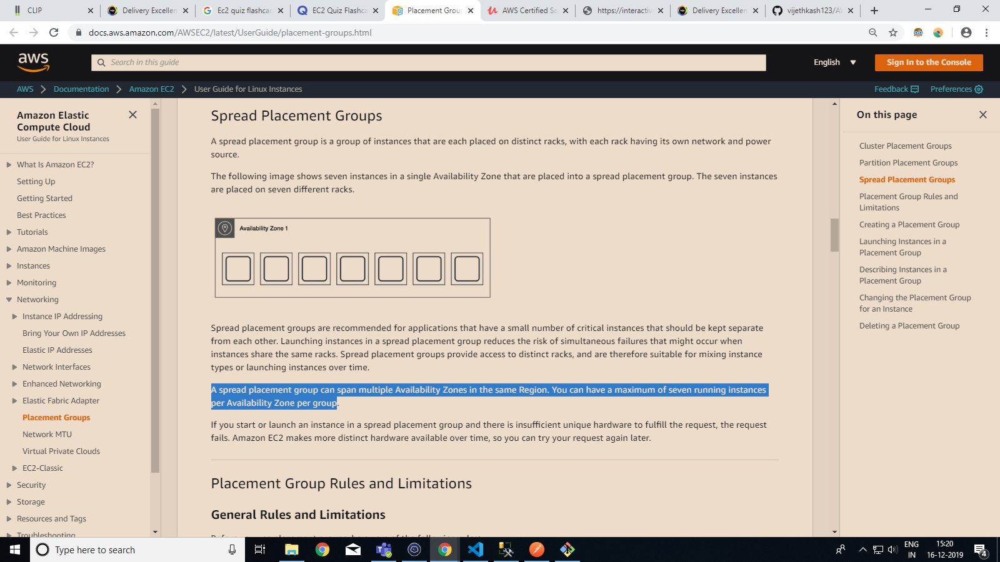 CLIP
Delivery Excellen
Ec2 quiz flashcar
EC2 Quiz Flashca
Placement Group
AWS Certified So
https://interactiv
Delivery Excellen
vijethkash123/AW
docs.aws.amazon.com/AWSEC2/latest/UserGuide/placement-groups.html
aws
Search in this guide
English
Sign In to the Console
AWS
Documentation
Amazon EC2
User Guide for Linux Instances
Feedback
Preferences
Amazon Elastic
Compute Cloud
User Guide for Linux Instances
What Is Amazon EC2?
Setting Up
Getting Started
Best Practices
Tutorials
Amazon Machine Images
Instances
Monitoring
Networking
Instance IP Addressing
Bring Your Own IP Addresses
Elastic IP Addresses
Network Interfaces
Enhanced Networking
Elastic Fabric Adapter
Placement Groups
Network MTU
Virtual Private Clouds
EC2-Classic
Security
Storage
Resources and Tags
Troubleshooting
Spread Placement Groups
A spread placement group is a group of instances that are each placed on distinct racks, with each rack having its own network and power
source.
The following image shows seven instances in a single Availability Zone that are placed into a spread placement group. The seven instances
are placed on seven different racks.
Availability Zone 1
Spread placement groups are recommended for applications that have a small number of critical instances that should be kept separate
from each other. Launching instances in a spread placement group reduces the risk of simultaneous failures that might occur when
instances share the same racks. Spread placement groups provide access to distinct racks, and are therefore suitable for mixing instance
types or launching instances over time.
A spread placement group can span multiple Availability Zones in the same Region. You can have a maximum of seven running instances
per Availability Zone per group.
If you start or launch an instance in a spread placement group and there is insufficient unique hardware to fulfill the request, the request
fails. Amazon EC2 makes more distinct hardware available over time, so you can try your request again later.
Placement Group Rules and Limitations
General Rules and Limitations
On this page
Cluster Placement Groups
Partition Placement Groups
Spread Placement Groups
Placement Group Rules and
Limitations
Creating a Placement Group
Launching Instances in a
Placement Group
Describing Instances in a
Placement Group
Changing the Placement Group
for an Instance
Deleting a Placement Group
Type here to search
ENG
IN
15:20
16-12-2019
4